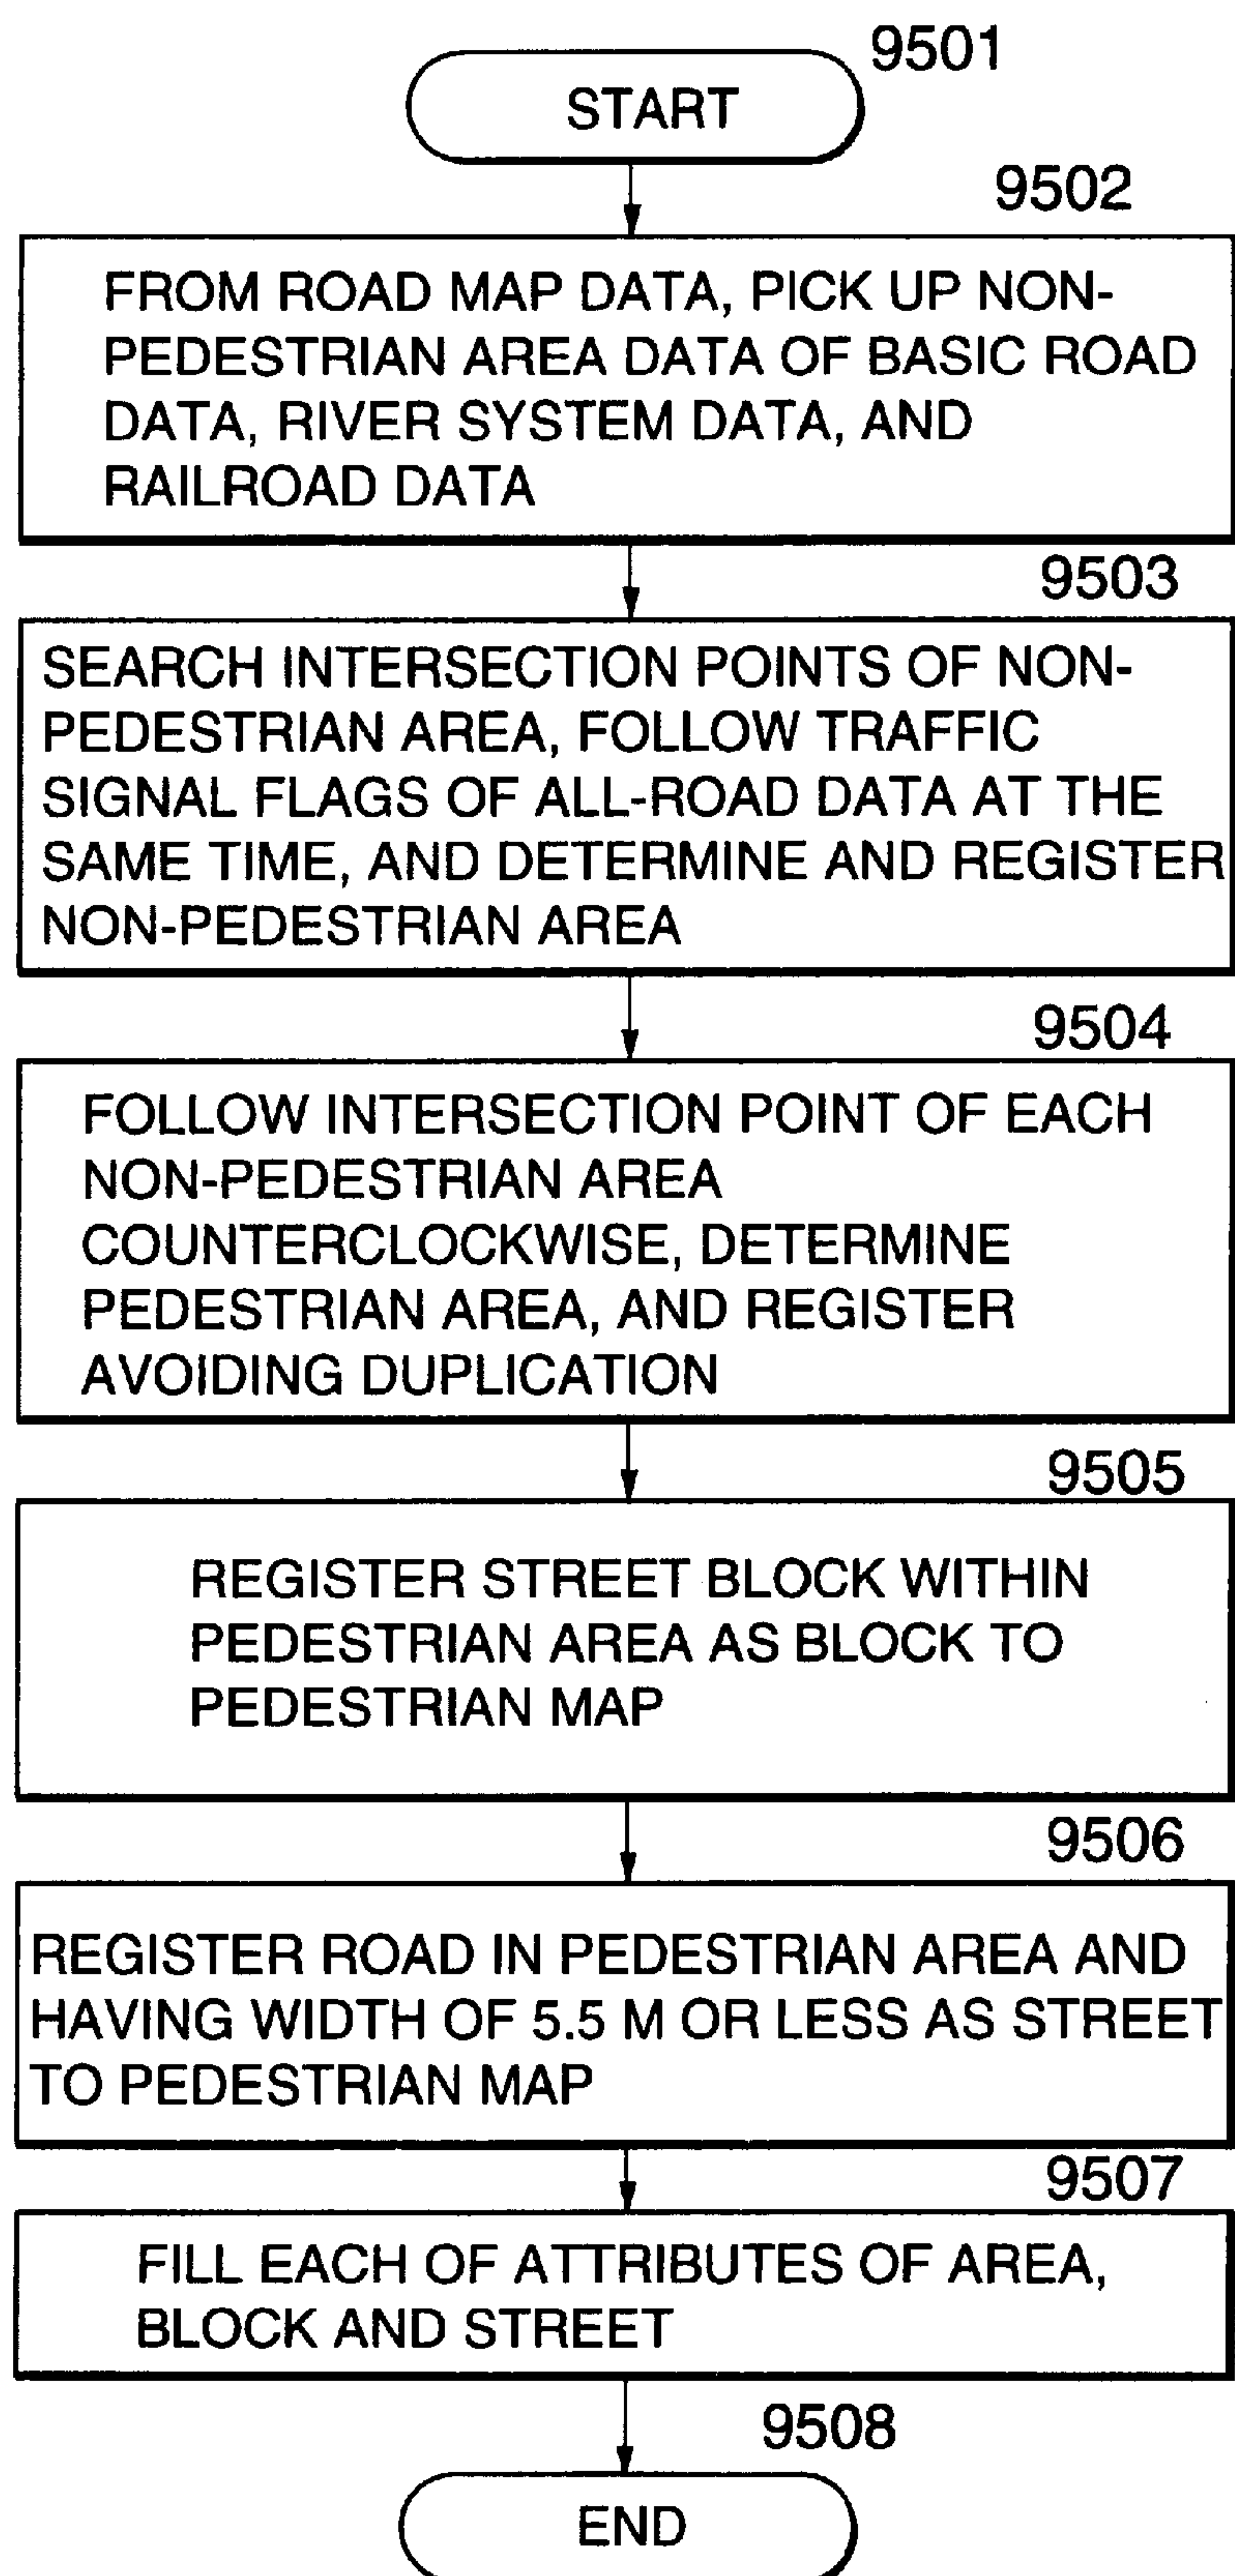 9501
START
9502
FROM ROAD MAP DATA, PICK UP NON-
PEDESTRIAN AREA DATA OF BASIC ROAD
DATA, RIVER SYSTEM DATA, AND
RAILROAD DATA
9503
SEARCH INTERSECTION POINTS OF NON-
PEDESTRIAN AREA, FOLLOW TRAFFIC
SIGNAL FLAGS OF ALL-ROAD DATA AT THE
SAME TIME, AND DETERMINE AND REGISTER
NON-PEDESTRIAN AREA
9504
FOLLOW INTERSECTION POINT OF EACH
NON-PEDESTRIAN AREA
COUNTERCLOCKWISE, DETERMINE
PEDESTRIAN AREA, AND REGISTER
AVOIDING DUPLICATION
9505
REGISTER STREET BLOCK WITHIN
PEDESTRIAN AREA AS BLOCK TO
PEDESTRIAN MAP
9506
REGISTER ROAD IN PEDESTRIAN AREA AND
HAVING WIDTH OF 5.5 M OR LESS AS STREET
TO PEDESTRIAN MAP
9507
FILL EACH OF ATTRIBUTES OF AREA,
BLOCK AND STREET
9508
END